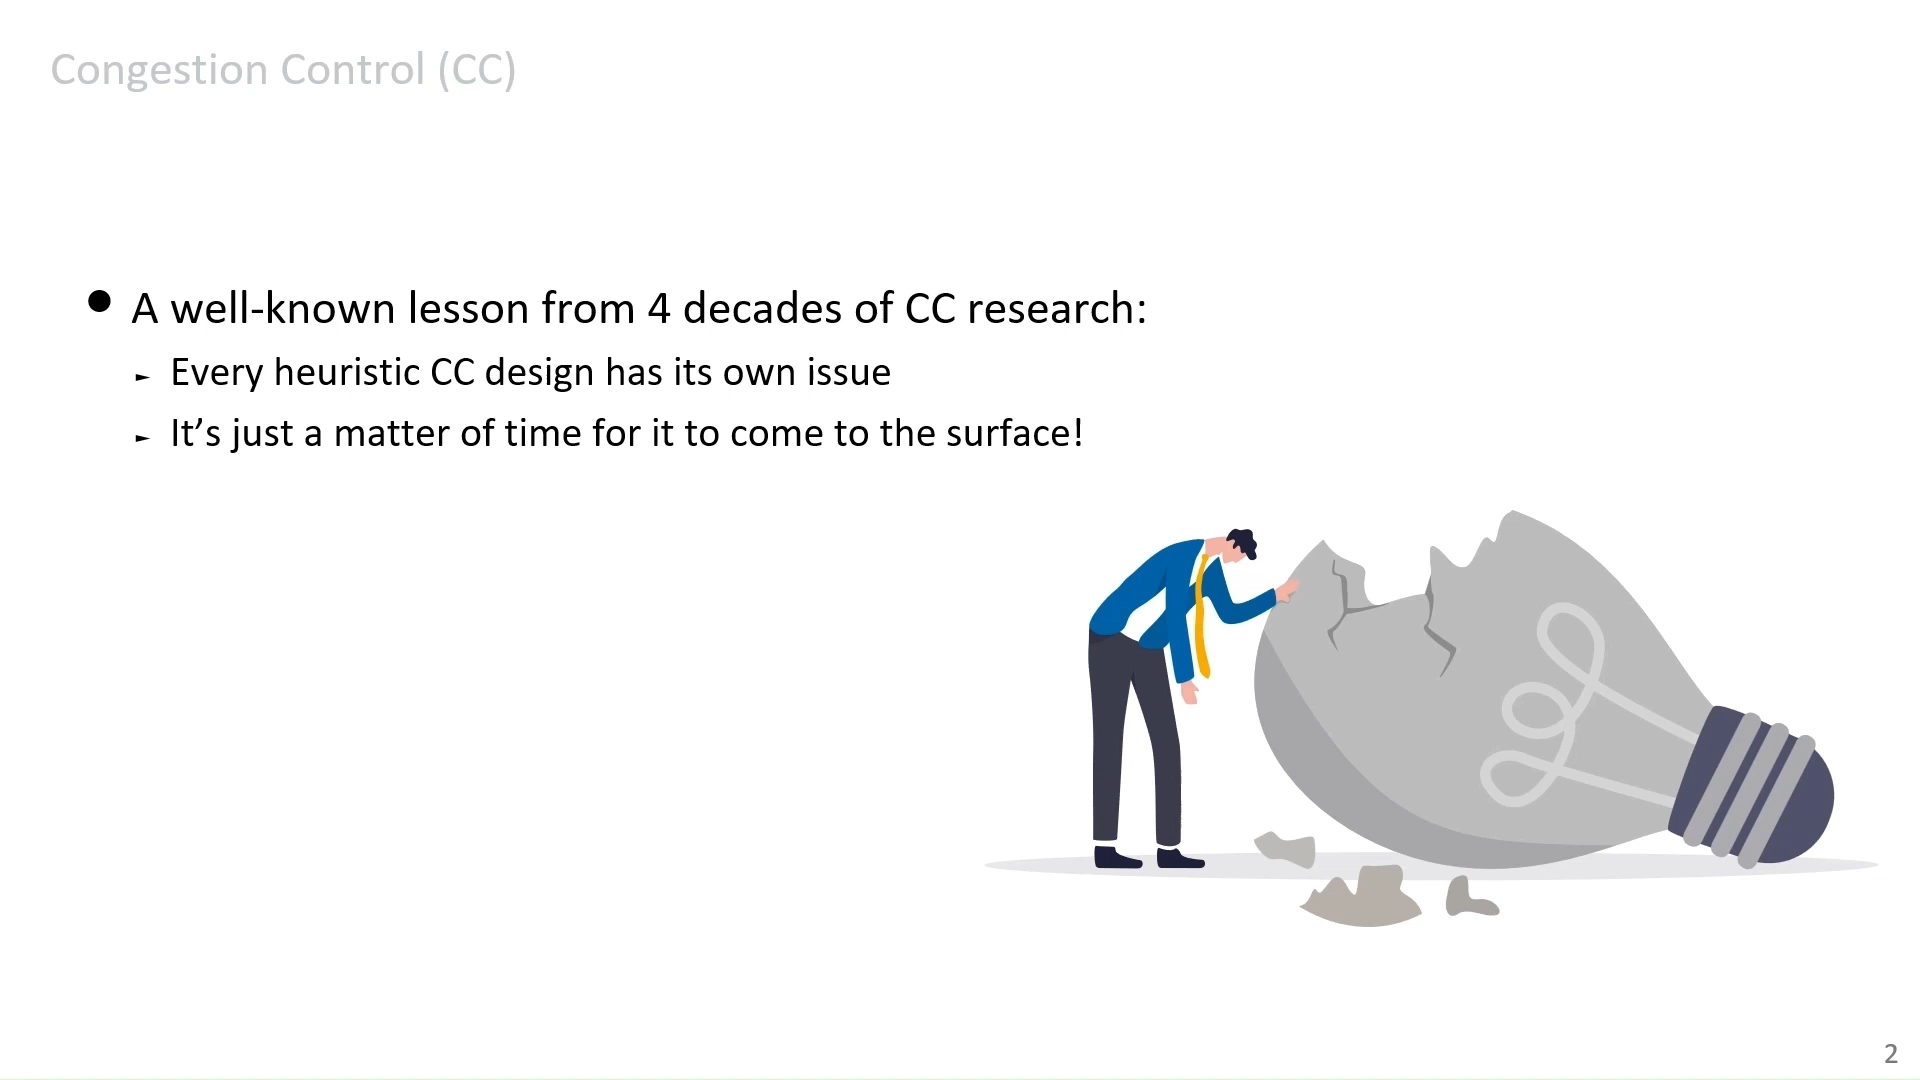 Congestion Control (CC)
● A well-known lesson from 4 decades of CC research:
► Every heuristic CC design has its own issue
► It’s just a matter of time for it to come to the surface!
2